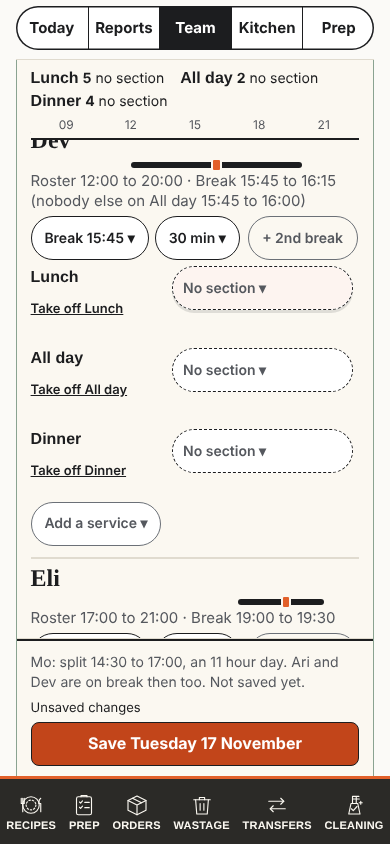 Today Reports Team Kitchen Prep
Lunch 5 no section All day 2 no section
Dinner 4 no section
09 12 15 18 21
Dev
Roster 12:00 to 20:00 · Break 15:45 to 16:15
(nobody else on All day 15:45 to 16:00)
Break 15:45 ▾ 30 min ▾ + 2nd break
Lunch No section ▾
Take off Lunch
All day No section ▾
Take off All day
Dinner No section ▾
Take off Dinner
Add a service ▾
Eli
Roster 17:00 to 21:00 · Break 19:00 to 19:30
Mo: split 14:30 to 17:00, an 11 hour day. Ari and
Dev are on break then too. Not saved yet.
Unsaved changes
Save Tuesday 17 November
RECIPES PREP ORDERS WASTAGE TRANSFERS CLEANING